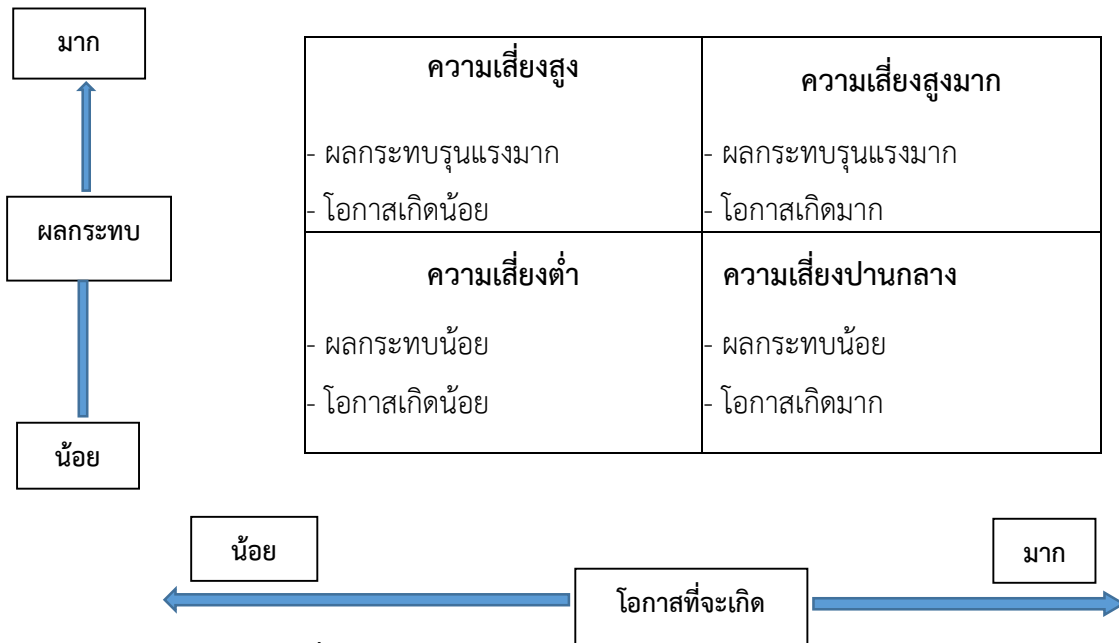 มาก
ผลกระทบ
น้อย
ความเสี่ยงสูง
- ผลกระทบรุนแรงมาก
- โอกาสเกิดน้อย
ความเสี่ยงสูงมาก
- ผลกระทบรุนแรงมาก
- โอกาสเกิดมาก
ความเสี่ยงต่ำ
- ผลกระทบน้อย
- โอกาสเกิดน้อย
ความเสี่ยงปานกลาง
- ผลกระทบน้อย
- โอกาสเกิดมาก
น้อย
โอกาสที่จะเกิด
มาก